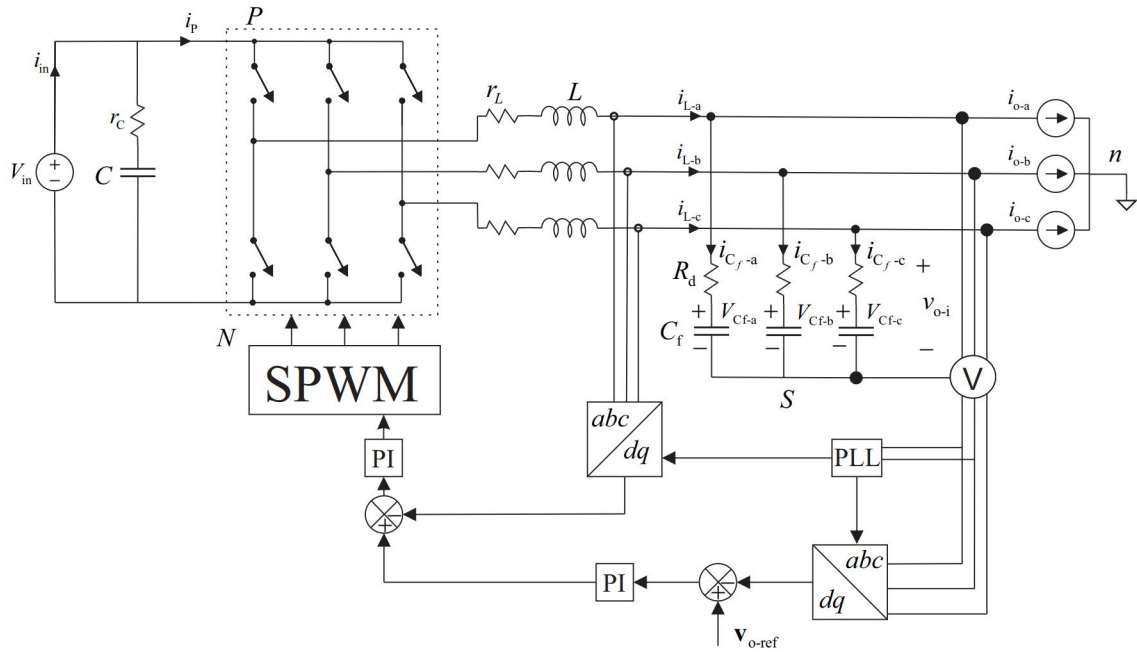 P
i_P
i_in
r_C
C
V_in
+
−
r_L
L
i_L-a
i_L-b
i_L-c
i_o-a
i_o-b
i_o-c
n
i_Cf-a
i_Cf-b
i_Cf-c
R_d
+ V_Cf-a
+ V_Cf-b
+ V_Cf-c
+
v_o-i
−
C_f
−
−
−
S
V
N
SPWM
abc
dq
PLL
PI
−
+
PI
−
+
abc
dq
v_o-ref